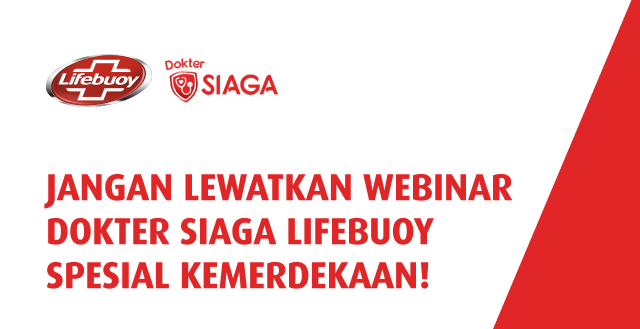 Lifebuoy
Dokter
SIAGA
JANGAN LEWATKAN WEBINAR
DOKTER SIAGA LIFEBUOY
SPESIAL KEMERDEKAAN!